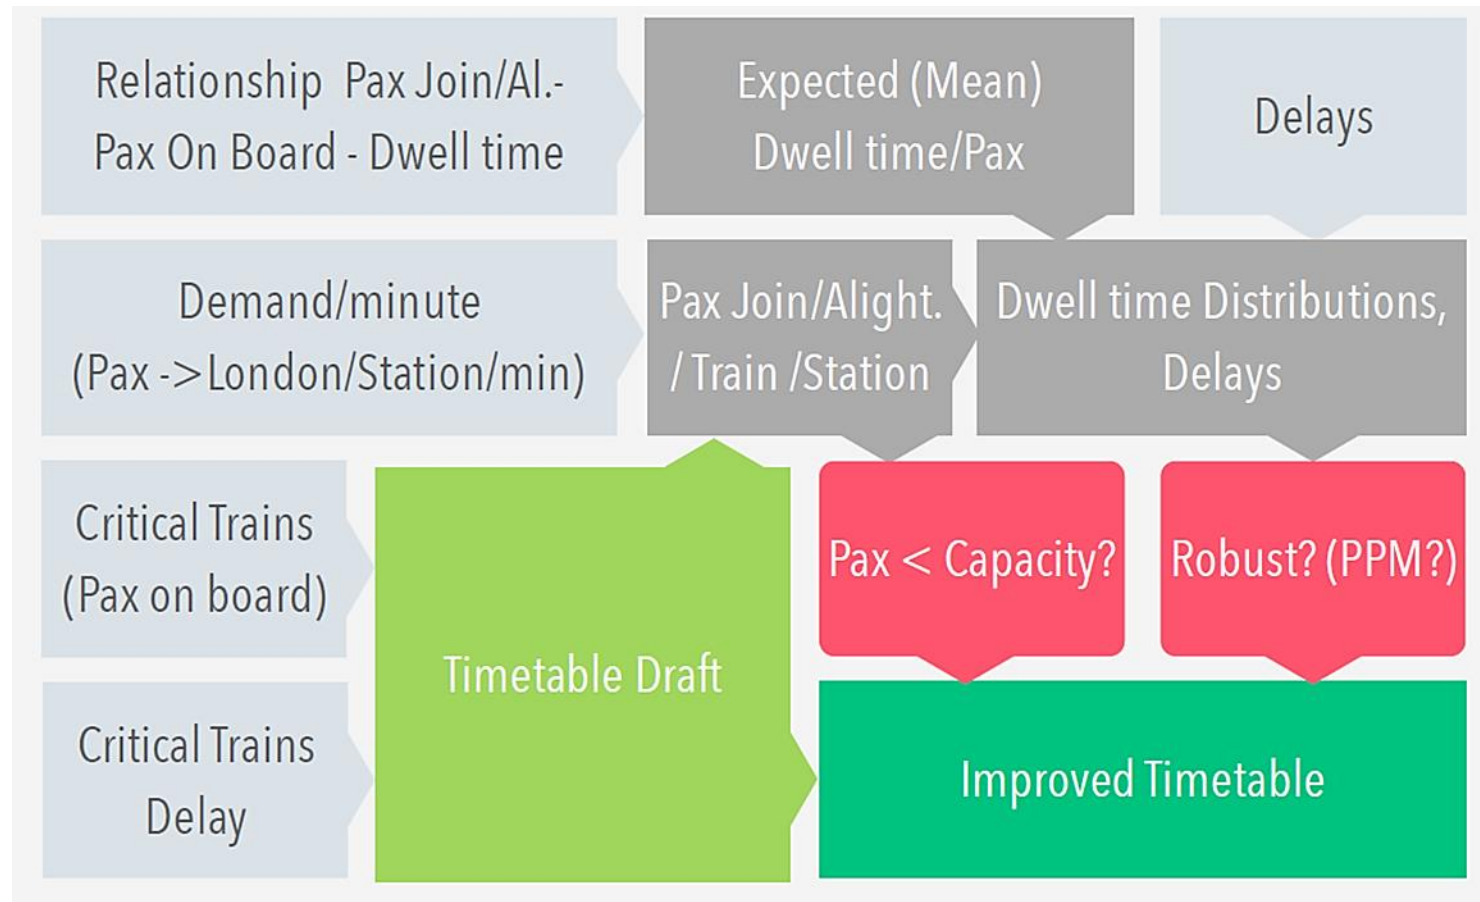 Relationship Pax Join/Al.-
Pax On Board - Dwell time
Expected (Mean)
Dwell time/Pax
Delays
Demand/minute
(Pax ->London/Station/min)
Pax Join/Alight.
/ Train /Station
Dwell time Distributions,
Delays
Critical Trains
(Pax on board)
Timetable Draft
Pax < Capacity?
Robust? (PPM?)
Critical Trains
Delay
Improved Timetable